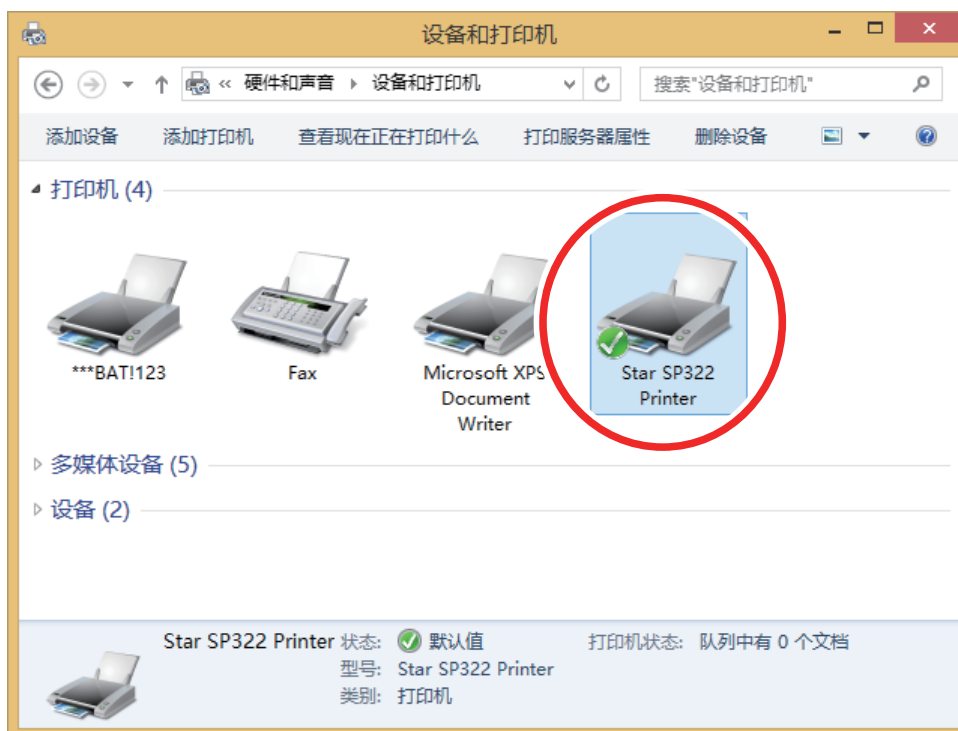 设备和打印机
« 硬件和声音 ▸ 设备和打印机
搜索"设备和打印机"
添加设备 添加打印机 查看现在正在打印什么 打印服务器属性 删除设备
打印机 (4)
***BAT!123
Fax
Microsoft XPS
Document
Writer
Star SP322
Printer
多媒体设备 (5)
设备 (2)
Star SP322 Printer 状态: 默认值 打印机状态: 队列中有 0 个文档
型号: Star SP322 Printer
类别: 打印机